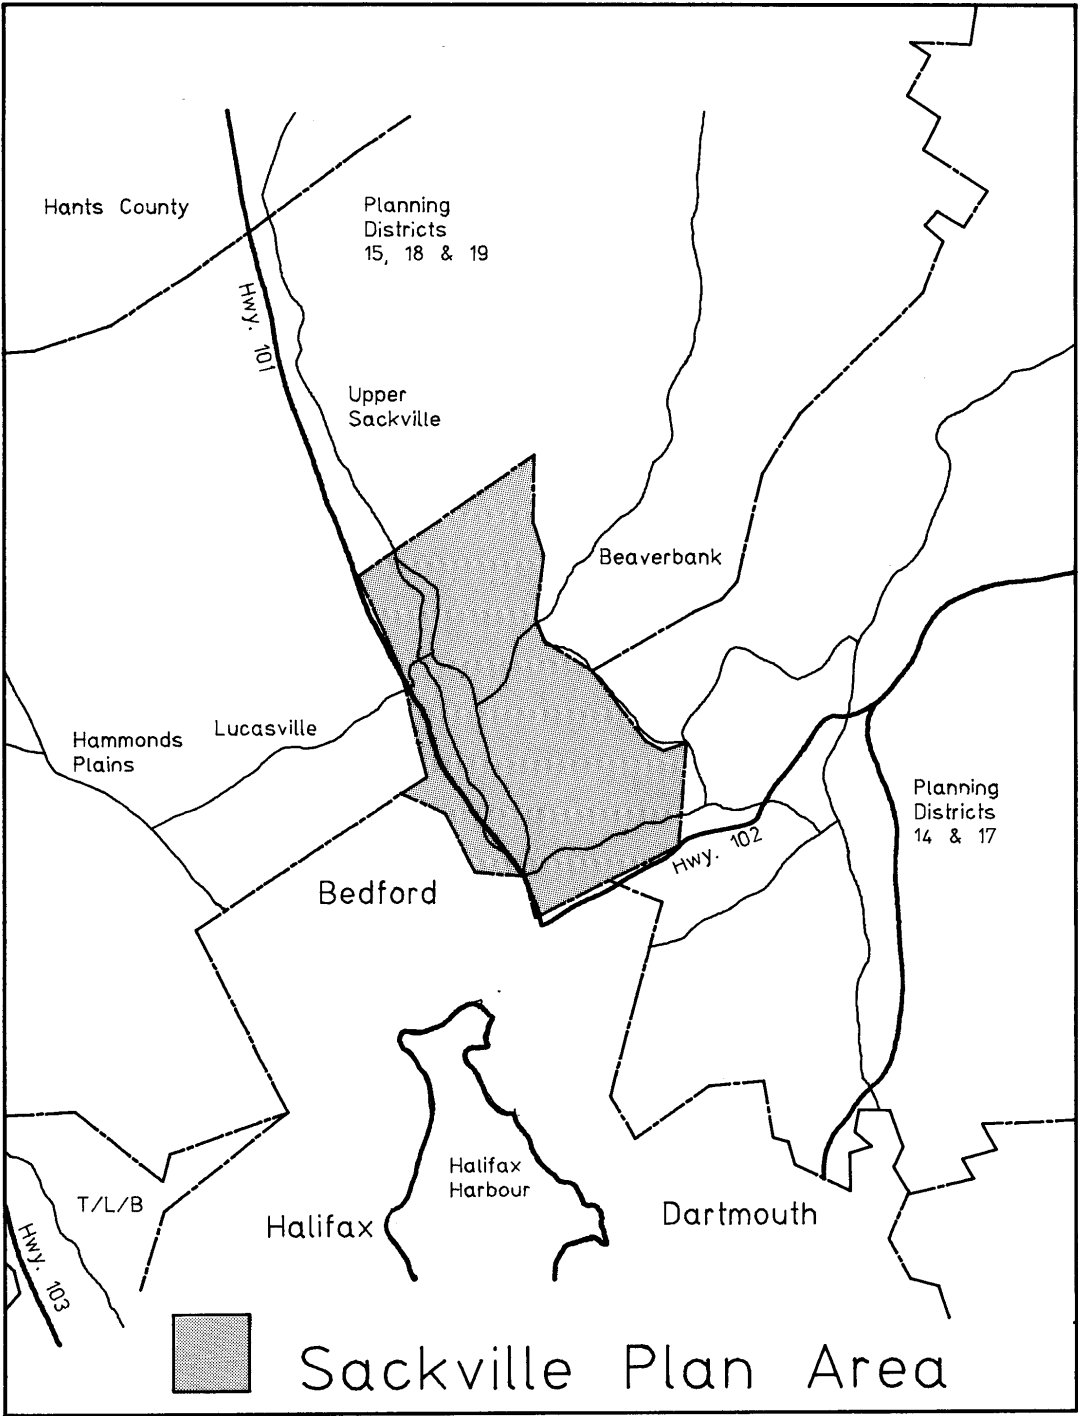 Hants County
Planning
Districts
15, 18 & 19
Hwy. 101
Upper
Sackville
Beaverbank
Lucasville
Hammonds
Plains
Planning
Districts
14 & 17
Hwy. 102
Bedford
Halifax
Harbour
T/L/B
Halifax
Dartmouth
Hwy. 103
Sackville Plan Area